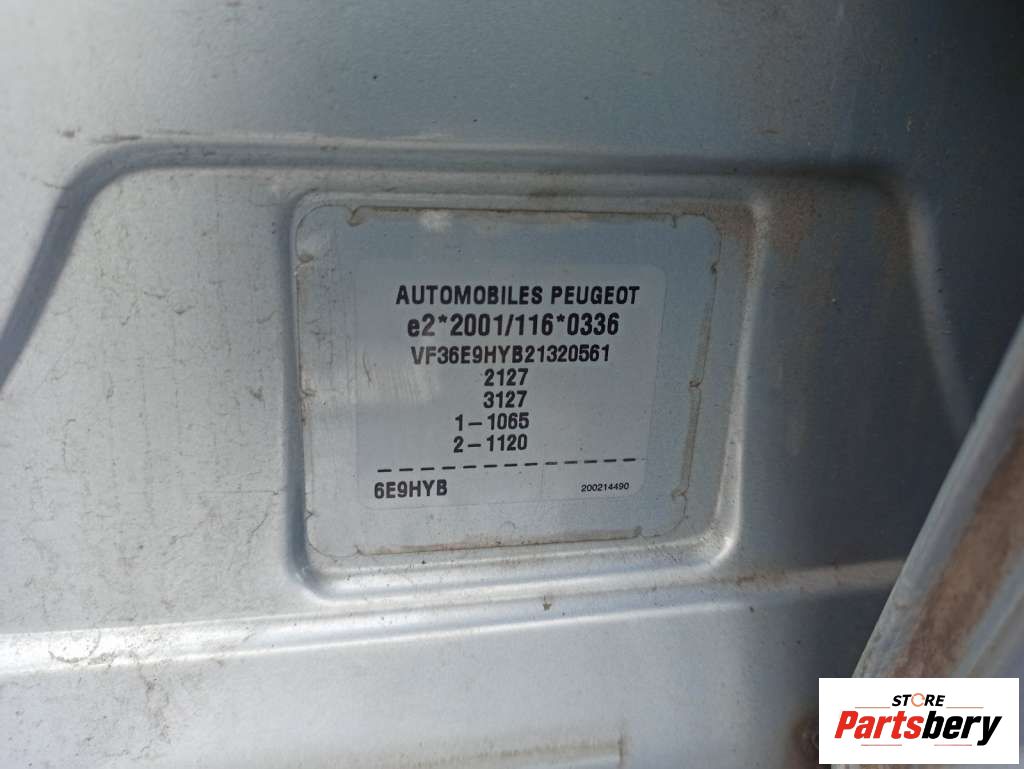 AUTOMOBILES PEUGEOT
e2*2001/116*0336
VF36E9HYB21320561
2127
3127
1-1065
2-1120
6E9HYB 200214490
STORE
Partsbery